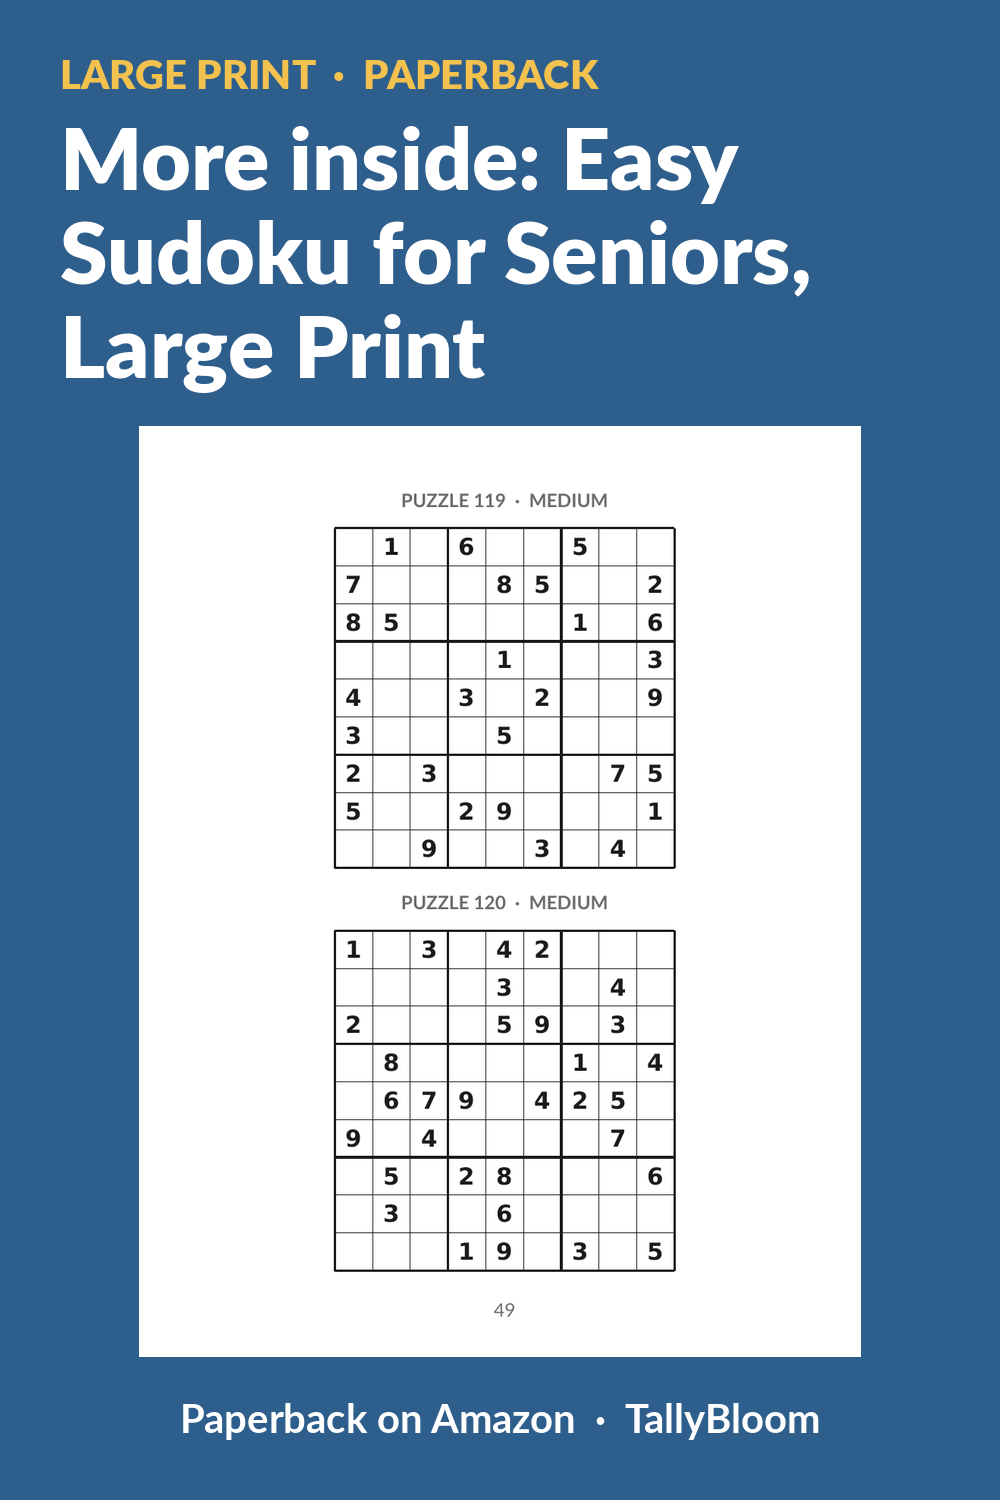 LARGE PRINT · PAPERBACK
More inside: Easy
Sudoku for Seniors,
Large Print
PUZZLE 119 · MEDIUM
1 6 5
7 8 5 2
8 5 1 6
1 3
4 3 2 9
3 5
2 3 7 5
5 2 9 1
9 3 4
PUZZLE 120 · MEDIUM
1 3 4 2
3 4
2 5 9 3
8 1 4
6 7 9 4 2 5
9 4 7
5 2 8 6
3 6
1 9 3 5
49
Paperback on Amazon · TallyBloom